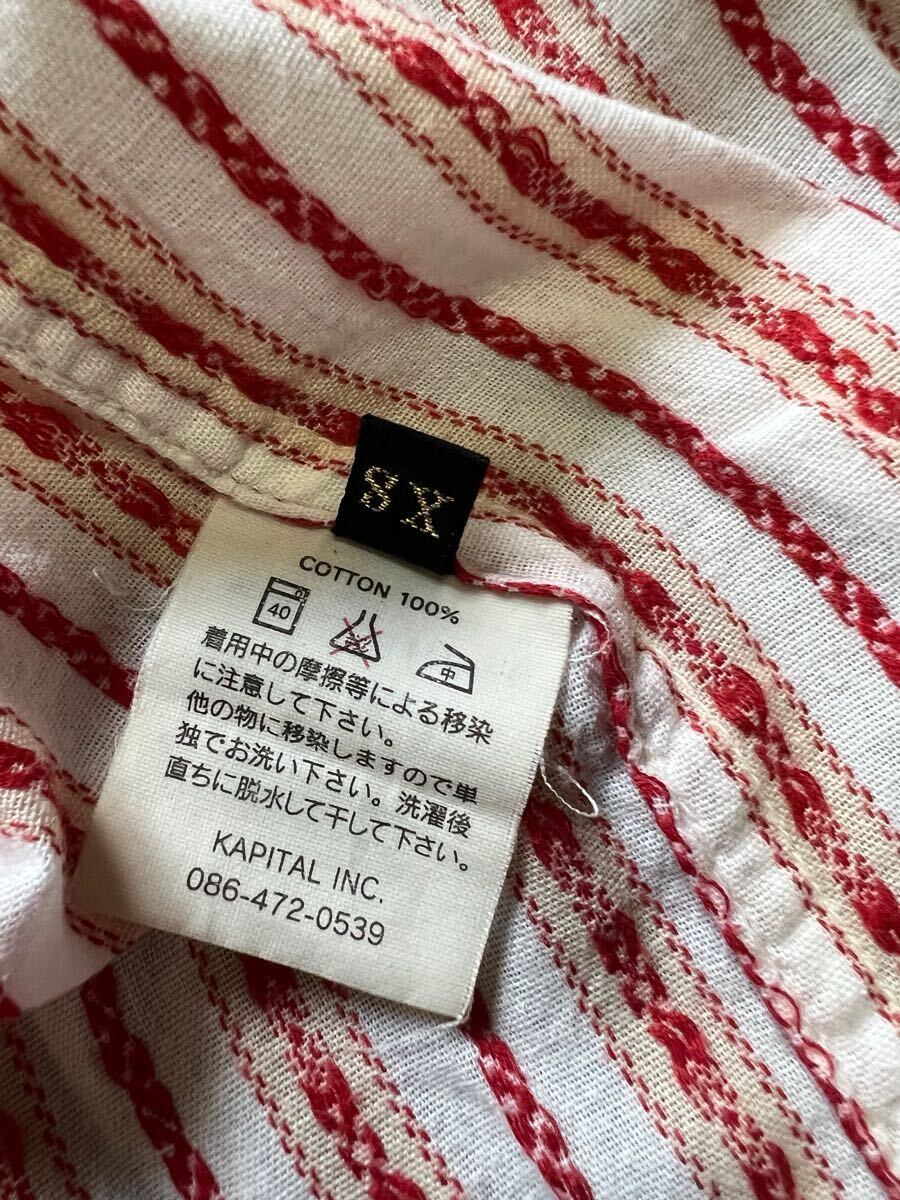 8X
COTTON 100%
40
中
着用中の摩擦等による移染
に注意して下さい。
他の物に移染しますので単
独でお洗い下さい。洗濯後
直ちに脱水して干して下さい。
KAPITAL INC.
086-472-0539